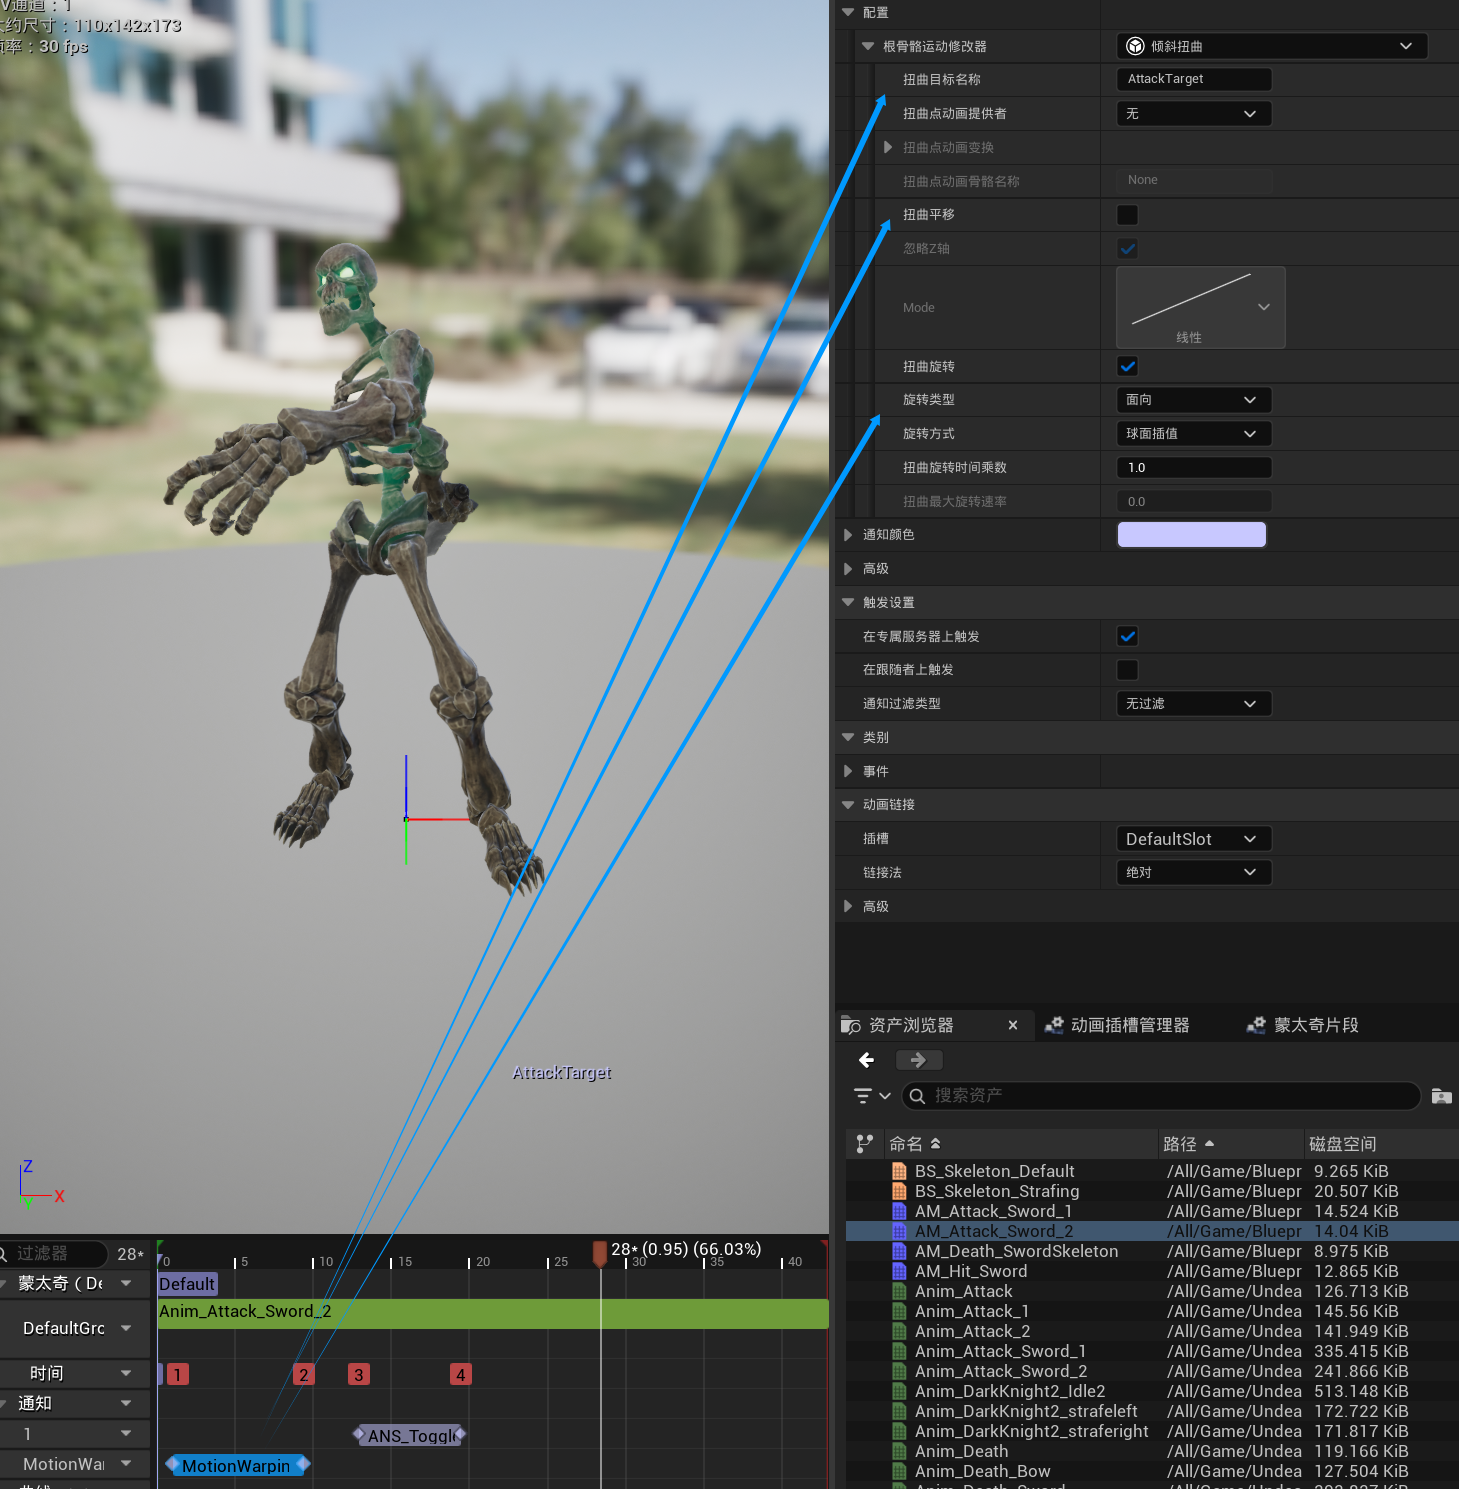 V通道：1
大约尺寸：110x142x173
帧率：30 fps
AttackTarget
Z
X
Y
配置
根骨骼运动修改器
倾斜扭曲
扭曲目标名称
AttackTarget
扭曲点动画提供者
无
扭曲点动画变换
扭曲点动画骨骼名称
None
扭曲平移
忽略Z轴
Mode
线性
扭曲旋转
旋转类型
面向
旋转方式
球面插值
扭曲旋转时间乘数
1.0
扭曲最大旋转速率
0.0
通知颜色
高级
触发设置
在专属服务器上触发
在跟随者上触发
通知过滤类型
无过滤
类别
事件
动画链接
插槽
DefaultSlot
链接法
绝对
高级
资产浏览器
动画插槽管理器
蒙太奇片段
搜索资产
命名
路径
磁盘空间
BS_Skeleton_Default /All/Game/Bluepr 9.265 KiB
BS_Skeleton_Strafing /All/Game/Bluepr 20.507 KiB
AM_Attack_Sword_1 /All/Game/Bluepr 14.524 KiB
AM_Attack_Sword_2 /All/Game/Bluepr 14.04 KiB
AM_Death_SwordSkeleton /All/Game/Bluepr 8.975 KiB
AM_Hit_Sword /All/Game/Bluepr 12.865 KiB
Anim_Attack /All/Game/Undea 126.713 KiB
Anim_Attack_1 /All/Game/Undea 145.56 KiB
Anim_Attack_2 /All/Game/Undea 141.949 KiB
Anim_Attack_Sword_1 /All/Game/Undea 335.415 KiB
Anim_Attack_Sword_2 /All/Game/Undea 241.866 KiB
Anim_DarkKnight2_Idle2 /All/Game/Undea 513.148 KiB
Anim_DarkKnight2_strafeleft /All/Game/Undea 172.722 KiB
Anim_DarkKnight2_straferight /All/Game/Undea 171.817 KiB
Anim_Death /All/Game/Undea 119.166 KiB
Anim_Death_Bow /All/Game/Undea 127.504 KiB
过滤器
28*
0 5 10 15 20 25 30 35 40
28* (0.95) (66.03%)
蒙太奇（De
Default
DefaultGro
Anim_Attack_Sword_2
时间
1 2 3 4
通知
1
ANS_Toggle
MotionWa
MotionWarpin